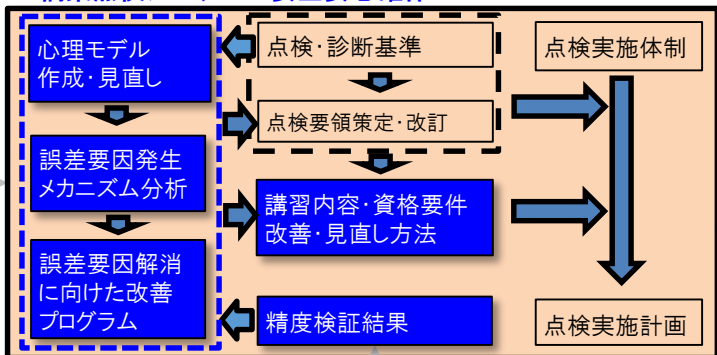 心理モデル
作成・見直し
点検・診断基準
点検実施体制
点検要領策定・改訂
誤差要因発生
メカニズム分析
講習内容・資格要件
改善・見直し方法
誤差要因解消
に向けた改善
プログラム
精度検証結果
点検実施計画